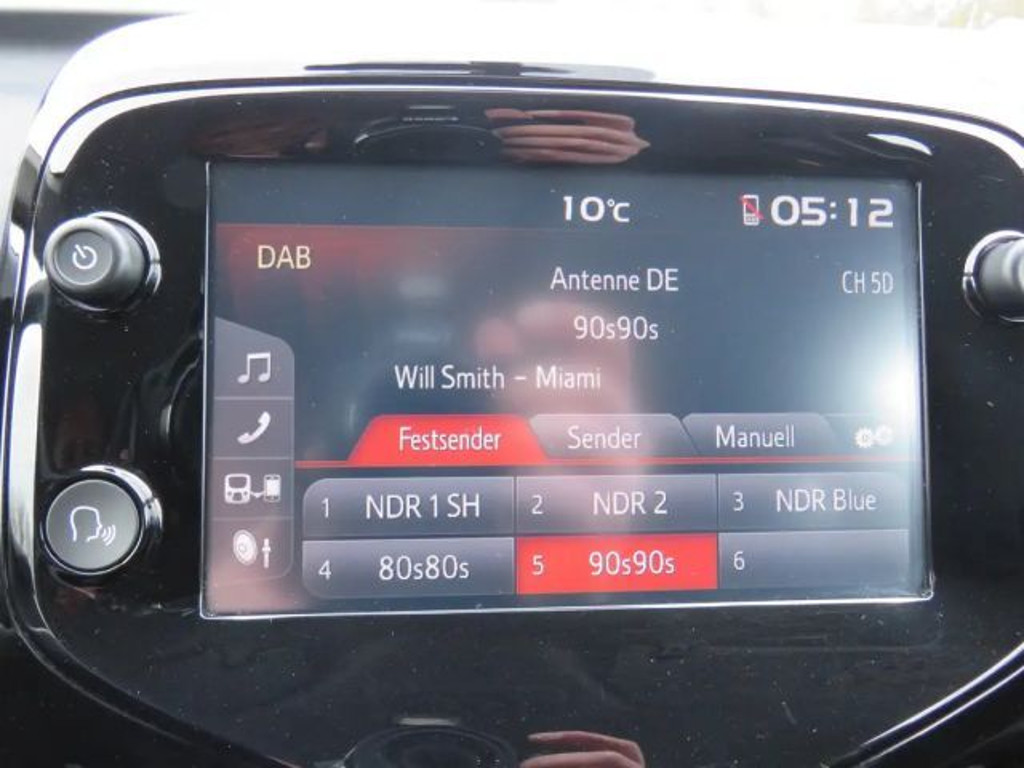 10°C 05:12
DAB
Antenne DE CH 5D
90s90s
Will Smith – Miami
Festsender Sender Manuell
1 NDR 1 SH 2 NDR 2 3 NDR Blue
4 80s80s 5 90s90s 6